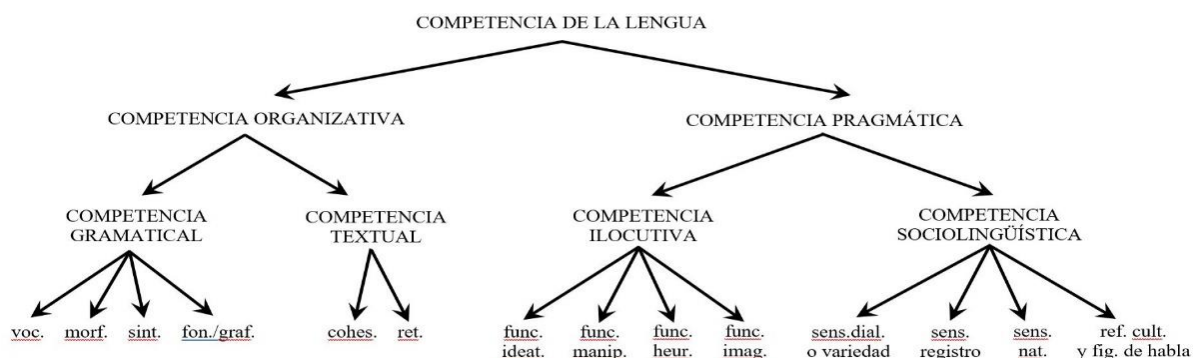 COMPETENCIA DE LA LENGUA
COMPETENCIA ORGANIZATIVA
COMPETENCIA PRAGMÁTICA
COMPETENCIA
GRAMATICAL
COMPETENCIA
TEXTUAL
COMPETENCIA
ILOCUTIVA
COMPETENCIA
SOCIOLINGÜÍSTICA
voc.
morf.
sint.
fon./graf.
cohes.
ret.
func.
ideat.
func.
manip.
func.
heur.
func.
imag.
sens.dial.
o variedad
sens.
registro
sens.
nat.
ref. cult.
y fig. de habla